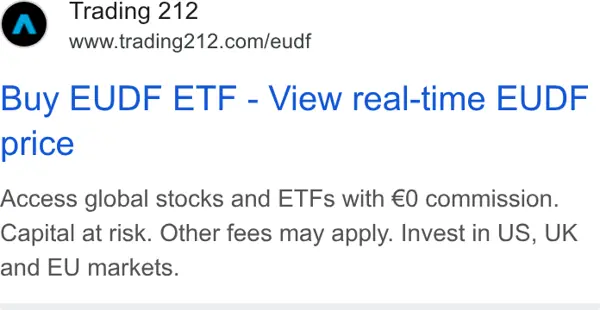 Trading 212
www.trading212.com/eudf
Buy EUDF ETF - View real-time EUDF
price
Access global stocks and ETFs with €0 commission.
Capital at risk. Other fees may apply. Invest in US, UK
and EU markets.